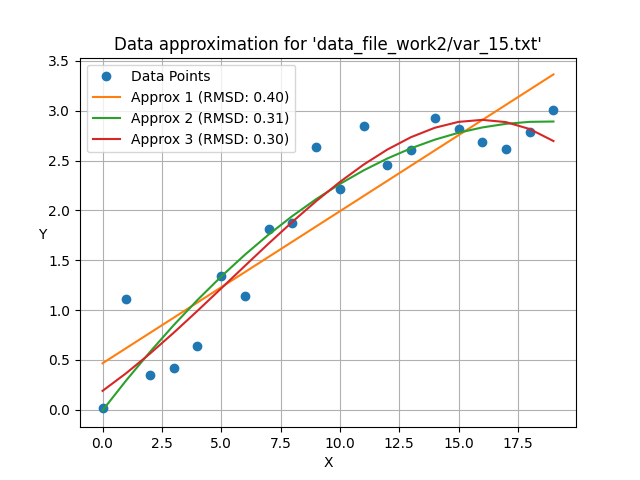 Data approximation for 'data_file_work2/var_15.txt'
Data Points
Approx 1 (RMSD: 0.40)
Approx 2 (RMSD: 0.31)
Approx 3 (RMSD: 0.30)
3.5
3.0
2.5
2.0
1.5
1.0
0.5
0.0
Y
0.0 2.5 5.0 7.5 10.0 12.5 15.0 17.5
X